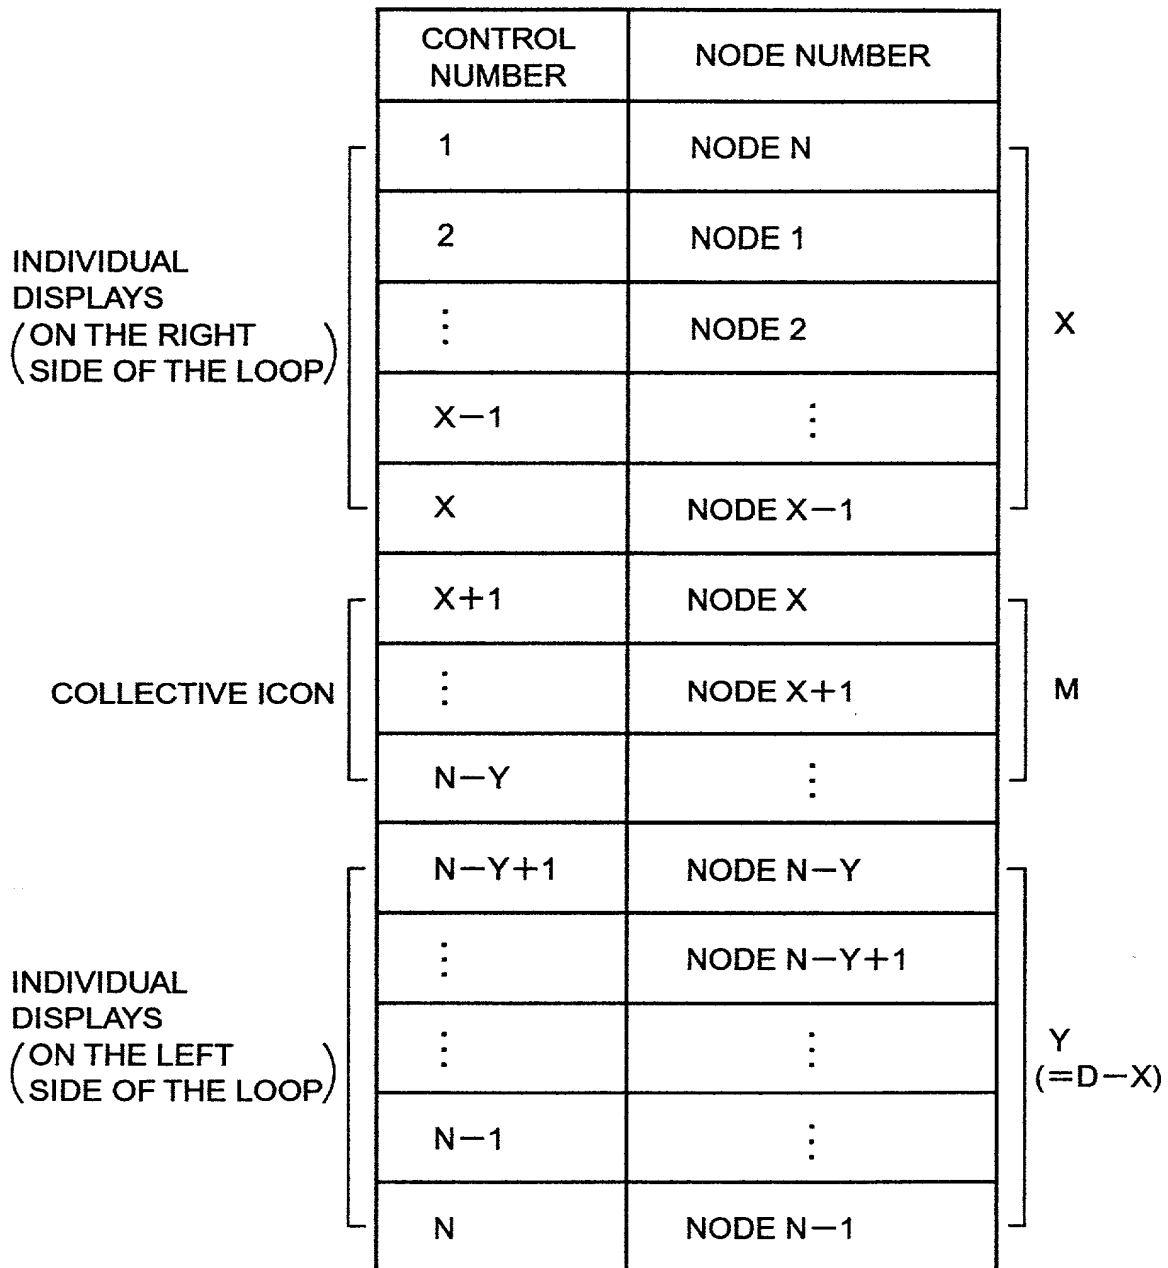 CONTROL NUMBER NODE NUMBER
1 NODE N
2 NODE 1
⋮ NODE 2
X－1 ⋮
X NODE X－1
X＋1 NODE X
⋮ NODE X＋1
N－Y ⋮
N－Y＋1 NODE N－Y
⋮ NODE N－Y＋1
⋮ ⋮
N－1 ⋮
N NODE N－1
INDIVIDUAL
DISPLAYS
(ON THE RIGHT
SIDE OF THE LOOP)
X
COLLECTIVE ICON
M
INDIVIDUAL
DISPLAYS
(ON THE LEFT
SIDE OF THE LOOP)
Y
(=D－X)